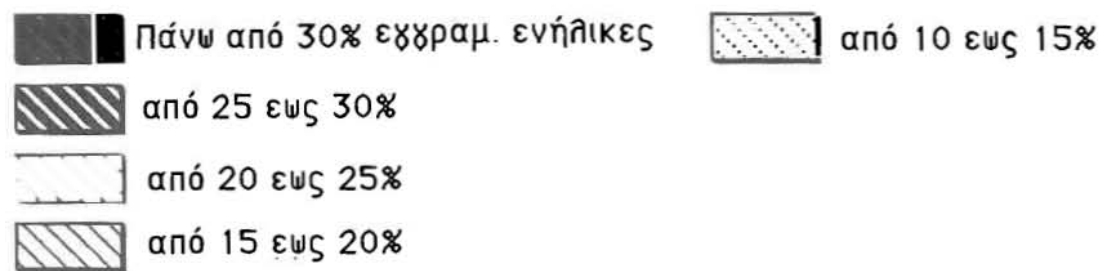 Πάνω από 30% εγγραμ. ενήλικες
από 10 εως 15%
από 25 εως 30%
από 20 εως 25%
από 15 εως 20%